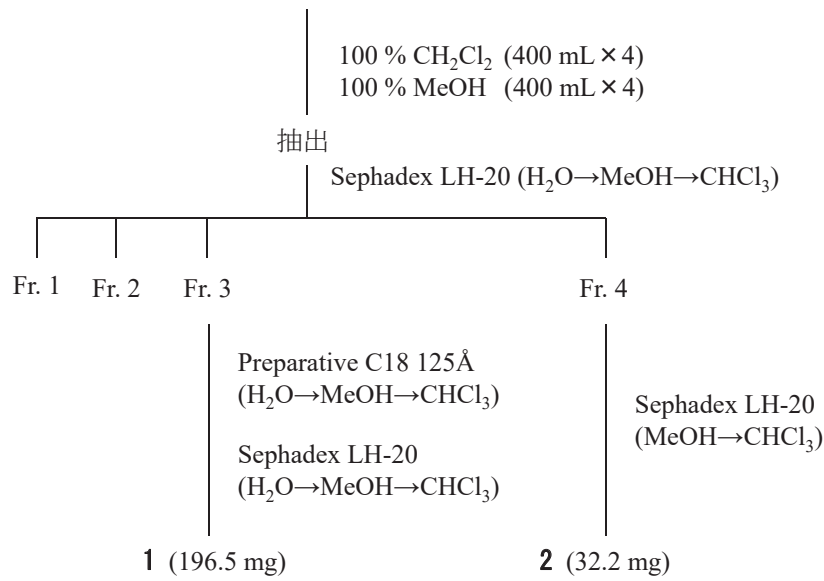 100 % CH₂Cl₂ (400 mL×4)
100 % MeOH (400 mL×4)
抽出
Sephadex LH-20 (H₂O→MeOH→CHCl₃)
Fr. 1 Fr. 2 Fr. 3 Fr. 4
Preparative C18 125Å
(H₂O→MeOH→CHCl₃)
Sephadex LH-20
(H₂O→MeOH→CHCl₃)
Sephadex LH-20
(MeOH→CHCl₃)
1 (196.5 mg) 2 (32.2 mg)